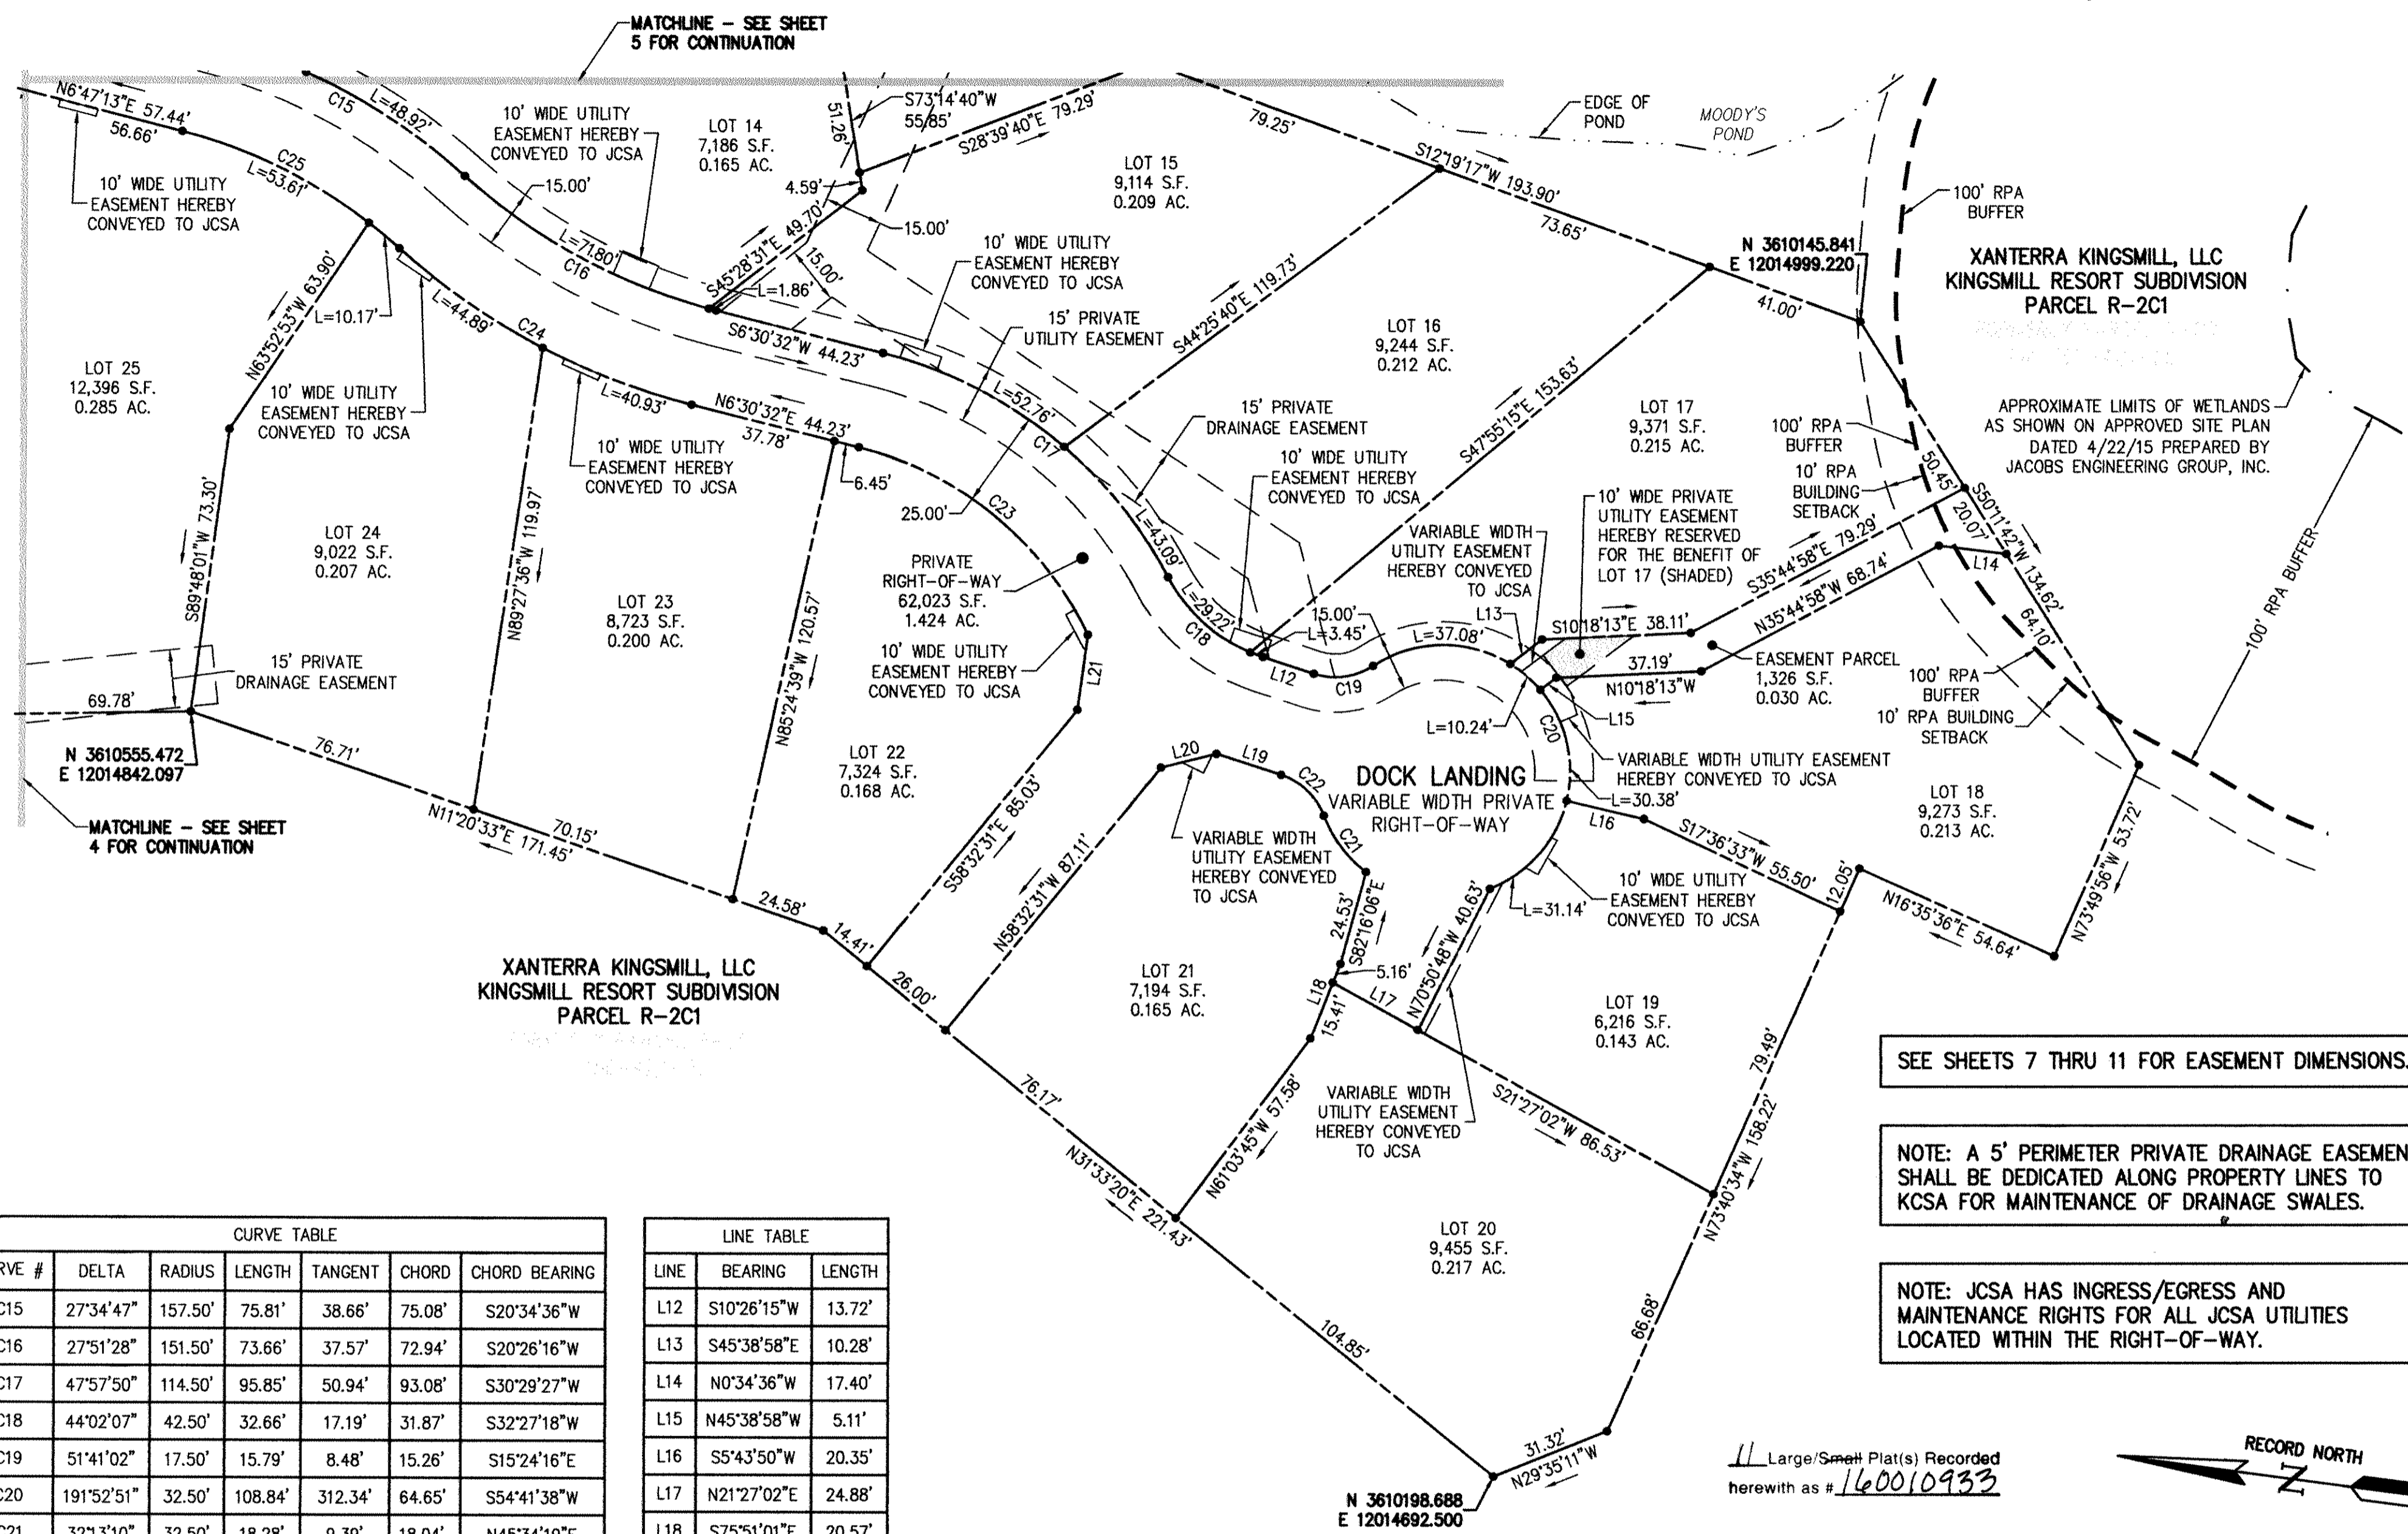 MATCHLINE – SEE SHEET
5 FOR CONTINUATION
N6°47'13"E 57.44'
56.66'
C15
L=48.92'
10' WIDE UTILITY
EASEMENT HEREBY
CONVEYED TO JCSA
LOT 14
7,186 S.F.
0.165 AC.
51.26'
S73°14'40"W
55.85'
S28°39'40"E 79.29'
79.25'
EDGE OF
POND
MOODY'S
POND
C25
L=53.61'
10' WIDE UTILITY
EASEMENT HEREBY
CONVEYED TO JCSA
15.00'
4.59'
LOT 15
9,114 S.F.
0.209 AC.
S12°19'17"W 193.90'
73.65'
100' RPA
BUFFER
L=71.80'
C16
S45°28'31"E 49.70'
15.00'
15.00'
L=1.86'
10' WIDE UTILITY
EASEMENT HEREBY
CONVEYED TO JCSA
N 3610145.841
E 12014999.220
XANTERRA KINGSMILL, LLC
KINGSMILL RESORT SUBDIVISION
PARCEL R-2C1
41.00'
N63°52'53"W 63.90'
L=10.17'
L=44.89'
C24
S6°30'32"W 44.23'
15' PRIVATE
UTILITY EASEMENT
S44°25'40"E 119.73'
LOT 16
9,244 S.F.
0.212 AC.
LOT 25
12,396 S.F.
0.285 AC.
10' WIDE UTILITY
EASEMENT HEREBY
CONVEYED TO JCSA
L=40.93'
N6°30'32"E 44.23'
37.78'
L=52.76'
C17
S47°55'15"E 153.63'
LOT 17
9,371 S.F.
0.215 AC.
100' RPA
BUFFER
APPROXIMATE LIMITS OF WETLANDS
AS SHOWN ON APPROVED SITE PLAN
DATED 4/22/15 PREPARED BY
JACOBS ENGINEERING GROUP, INC.
15' PRIVATE
DRAINAGE EASEMENT
10' WIDE UTILITY
EASEMENT HEREBY
CONVEYED TO JCSA
6.45'
10' WIDE UTILITY
EASEMENT HEREBY
CONVEYED TO JCSA
10' RPA
BUILDING
SETBACK
50.45'
S50°11'42"W 134.62'
20.07'
S89°48'01"W 73.30'
LOT 24
9,022 S.F.
0.207 AC.
N89°27'36"W 119.97'
25.00'
C23
L=43.09'
VARIABLE WIDTH
UTILITY EASEMENT
HEREBY CONVEYED
TO JCSA
10' WIDE PRIVATE
UTILITY EASEMENT
HEREBY RESERVED
FOR THE BENEFIT OF
LOT 17 (SHADED)
S35°44'58"E 79.29'
N35°44'58"W 68.74'
L14
100' RPA BUFFER
LOT 23
8,723 S.F.
0.200 AC.
PRIVATE
RIGHT-OF-WAY
62,023 S.F.
1.424 AC.
L=29.22'
C18
L=3.45'
15.00'
L=37.08'
L13
S10°18'13"E 38.11'
64.10'
15' PRIVATE
DRAINAGE EASEMENT
N85°24'39"W 120.57'
10' WIDE UTILITY
EASEMENT HEREBY
CONVEYED TO JCSA
L21
L12
C19
37.19'
N10°18'13"W
EASEMENT PARCEL
1,326 S.F.
0.030 AC.
100' RPA
BUFFER
10' RPA BUILDING
SETBACK
69.78'
N 3610555.472
E 12014842.097
76.71'
L=10.24'
C20
L15
VARIABLE WIDTH UTILITY EASEMENT
HEREBY CONVEYED TO JCSA
LOT 22
7,324 S.F.
0.168 AC.
L20
L19
C22
DOCK LANDING
VARIABLE WIDTH PRIVATE
RIGHT-OF-WAY
L=30.38'
LOT 18
9,273 S.F.
0.213 AC.
MATCHLINE – SEE SHEET
4 FOR CONTINUATION
N11°20'33"E 171.45'
70.15'
S58°32'31"E 85.03'
C21
L16
S17°36'33"W 55.50'
N73°49'56"W 53.72'
VARIABLE WIDTH
UTILITY EASEMENT
HEREBY CONVEYED
TO JCSA
N58°32'31"W 87.11'
24.53'
S82°16'06"E
N70°50'48"W 40.63'
L=31.14'
10' WIDE UTILITY
EASEMENT HEREBY
CONVEYED TO JCSA
12.05'
N16°35'36"E 54.64'
24.58'
14.41'
26.00'
XANTERRA KINGSMILL, LLC
KINGSMILL RESORT SUBDIVISION
PARCEL R-2C1
LOT 21
7,194 S.F.
0.165 AC.
5.16'
L18
15.41'
L17
LOT 19
6,216 S.F.
0.143 AC.
79.49'
N73°40'34"W 158.22'
SEE SHEETS 7 THRU 11 FOR EASEMENT DIMENSIONS.
76.17'
N61°03'45"W 57.58'
VARIABLE WIDTH
UTILITY EASEMENT
HEREBY CONVEYED
TO JCSA
S21°27'02"W 86.53'
N31°33'20"E 221.43'
NOTE: A 5' PERIMETER PRIVATE DRAINAGE EASEMEN
SHALL BE DEDICATED ALONG PROPERTY LINES TO
KCSA FOR MAINTENANCE OF DRAINAGE SWALES.
LOT 20
9,455 S.F.
0.217 AC.
66.68'
104.85'
NOTE: JCSA HAS INGRESS/EGRESS AND
MAINTENANCE RIGHTS FOR ALL JCSA UTILITIES
LOCATED WITHIN THE RIGHT-OF-WAY.
31.32'
N29°35'11"W
N 3610198.688
E 12014692.500
11 Large/Small Plat(s) Recorded
herewith as # 160010933
RECORD NORTH
N
CURVE TABLE
RVE # DELTA RADIUS LENGTH TANGENT CHORD CHORD BEARING
C15 27°34'47" 157.50' 75.81' 38.66' 75.08' S20°34'36"W
C16 27°51'28" 151.50' 73.66' 37.57' 72.94' S20°26'16"W
C17 47°57'50" 114.50' 95.85' 50.94' 93.08' S30°29'27"W
C18 44°02'07" 42.50' 32.66' 17.19' 31.87' S32°27'18"W
C19 51°41'02" 17.50' 15.79' 8.48' 15.26' S15°24'16"E
C20 191°52'51" 32.50' 108.84' 312.34' 64.65' S54°41'38"W
C21 32°13'10" 32.50' 18.28' 9.39' 18.04' N45°34'19"E
LINE TABLE
LINE BEARING LENGTH
L12 S10°26'15"W 13.72'
L13 S45°38'58"E 10.28'
L14 N0°34'36"W 17.40'
L15 N45°38'58"W 5.11'
L16 S5°43'50"W 20.35'
L17 N21°27'02"E 24.88'
L18 S75°51'01"E 20.57'